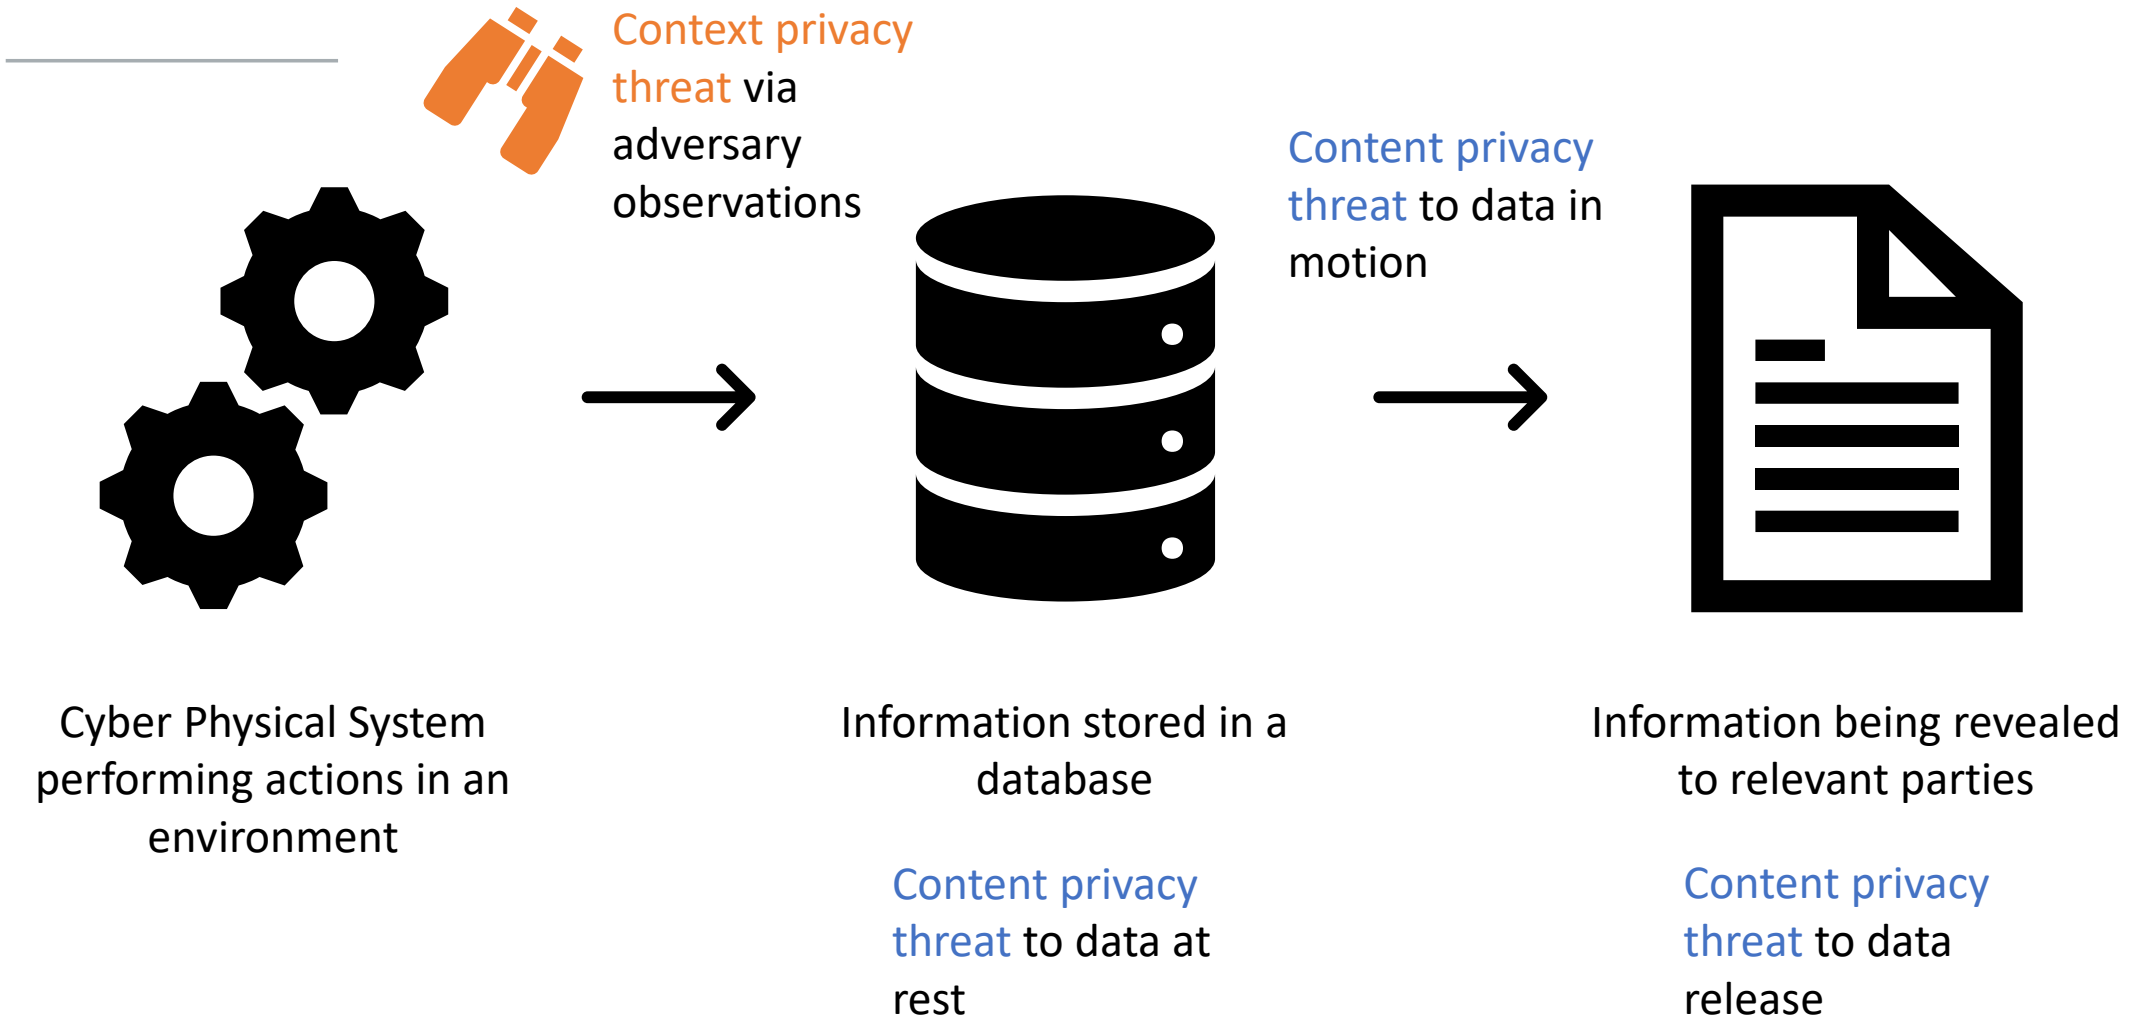 Context privacy
threat via
adversary
observations
Content privacy
threat to data in
motion
Cyber Physical System
performing actions in an
environment
Information stored in a
database
Content privacy
threat to data at
rest
Information being revealed
to relevant parties
Content privacy
threat to data
release